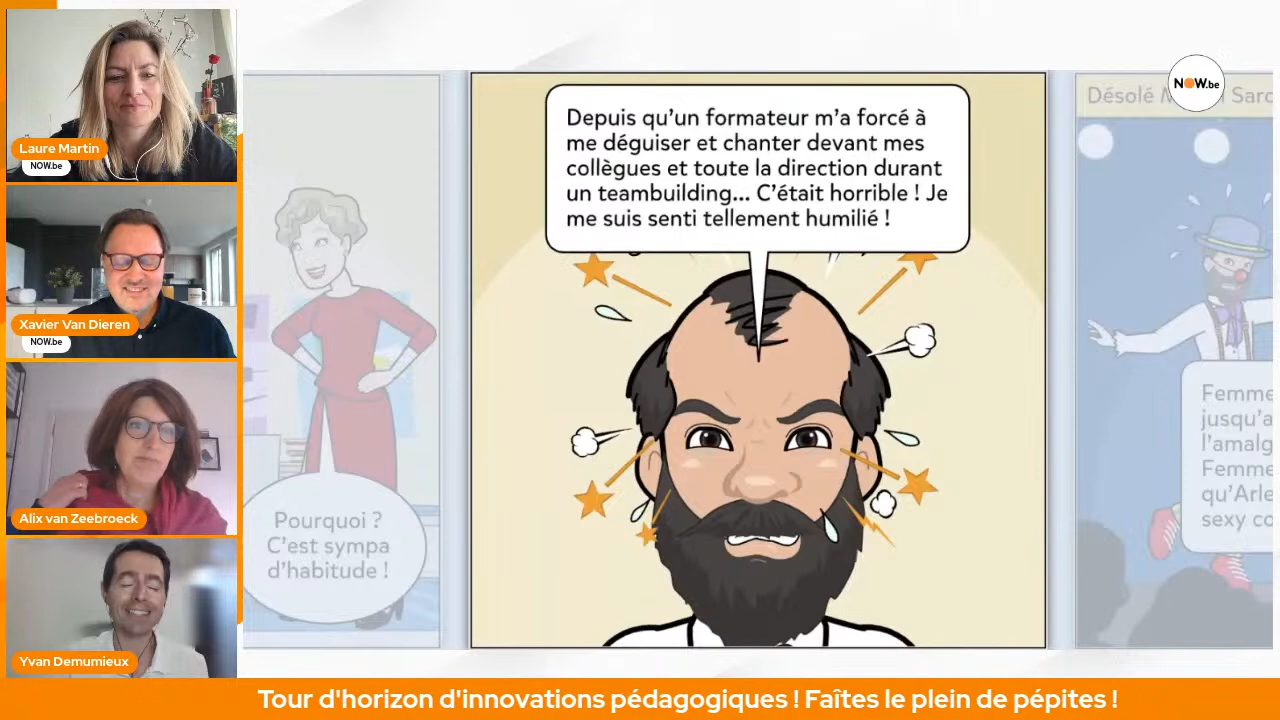 Laure Martin
NOW.be
Xavier Van Dieren
NOW.be
Alix van Zeebroeck
Yvan Demumieux
Pourquoi ?
C'est sympa
d'habitude !
Depuis qu'un formateur m'a forcé à
me déguiser et chanter devant mes
collègues et toute la direction durant
un teambuilding... C'était horrible ! Je
me suis senti tellement humilié !
NOW.be
Désolé
Femme
jusqu'a
l'amalg
Femme
qu'Arle
sexy co
Tour d'horizon d'innovations pédagogiques ! Faîtes le plein de pépites !